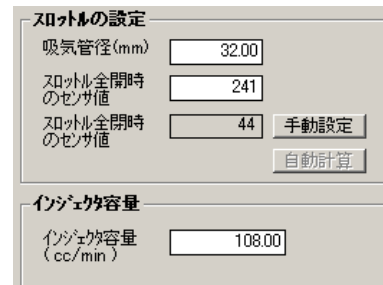 スロットルの設定
吸気管径(mm) 32.00
スロットル全開時
のセンサ値 241
スロットル全閉時
のセンサ値 44 手動設定
自動計算
インジェクタ容量
インジェクタ容量
(cc/min) 108.00